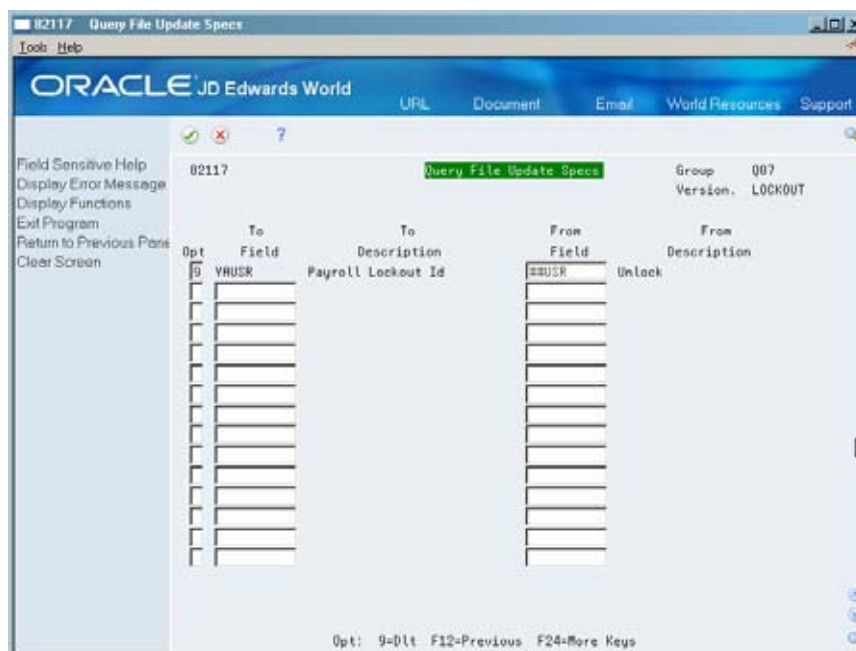 82117 Query File Update Specs
Tools Help
ORACLE JD Edwards World
URL Document Email World Resources Support
?
Field Sensitive Help
Display Error Message
Display Functions
Exit Program
Return to Previous Pane
Clear Screen
82117 Query File Update Specs Group Q07
Version. LOCKOUT
To To From From
Opt Field Description Field Description
9 YAUSR Payroll Lockout Id ##USR Unlock
Opt: 9=Dlt F12=Previous F24=More Keys